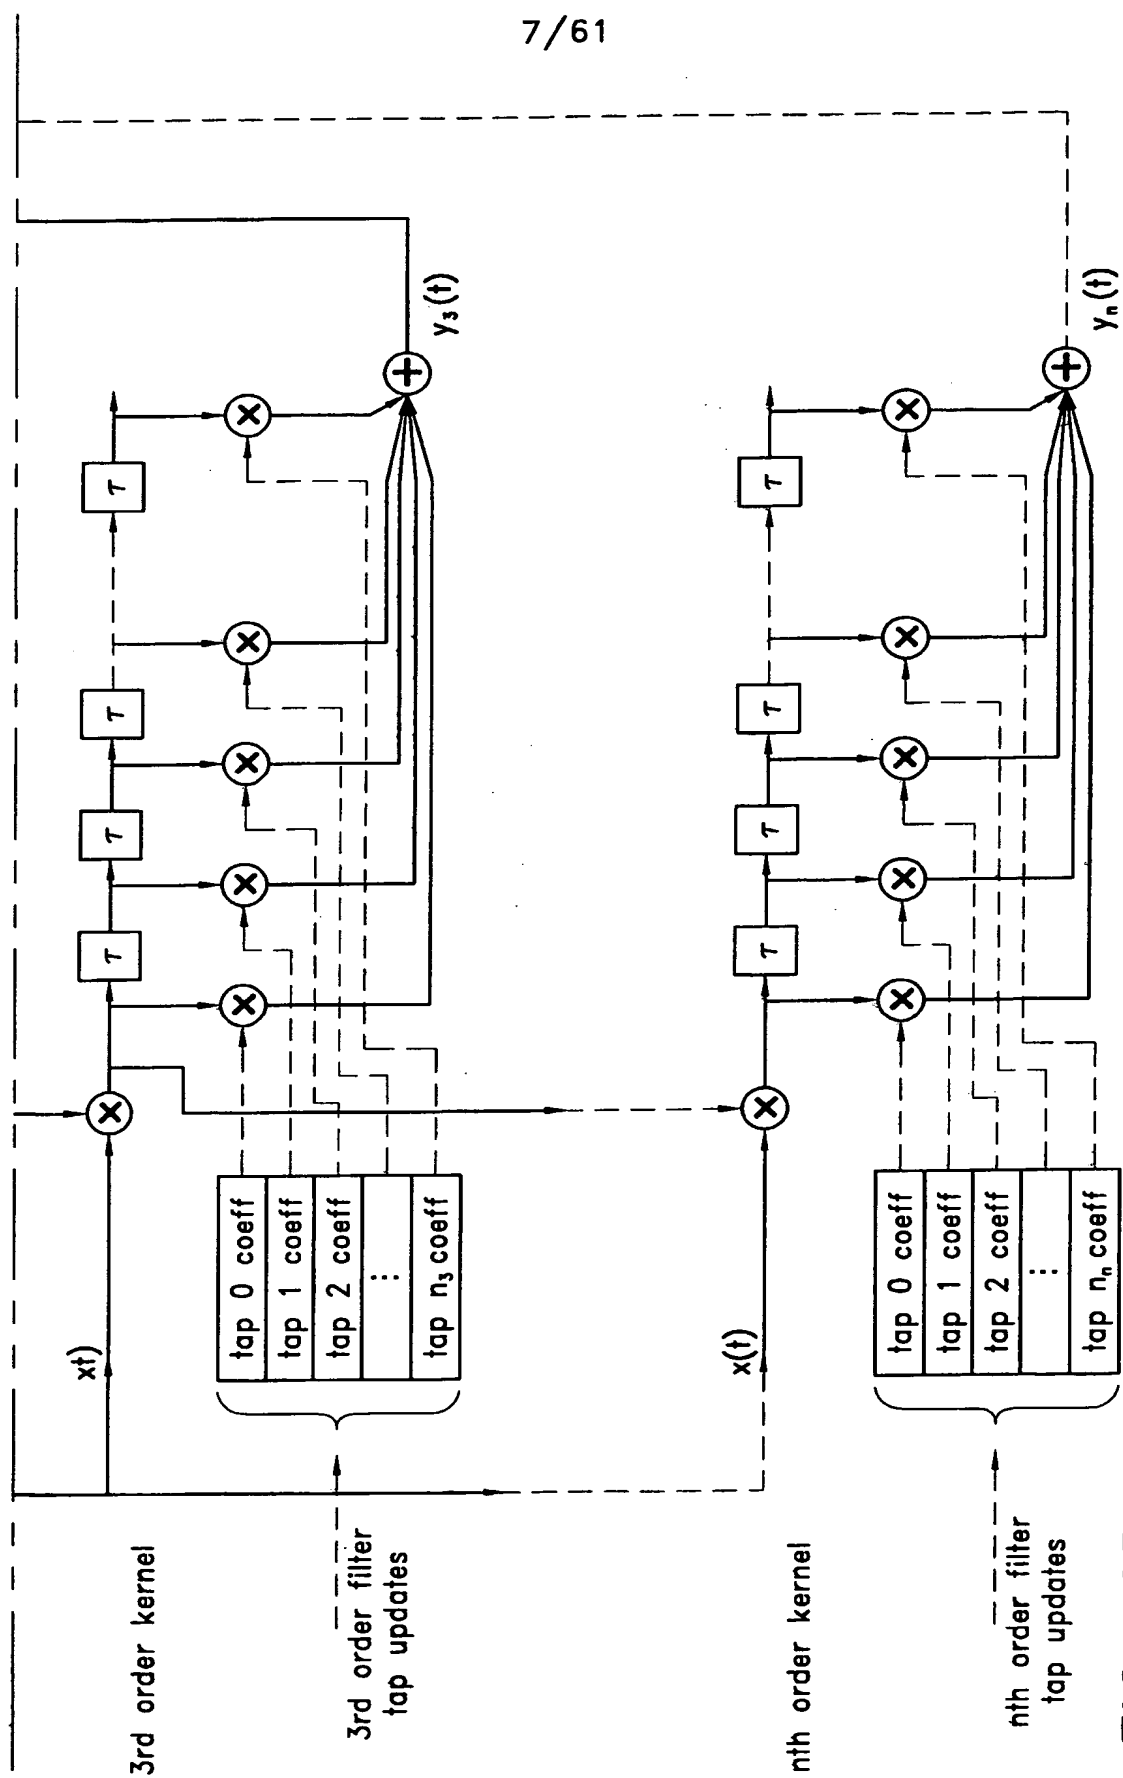 7/61
3rd order kernel
xt)
τ
τ
τ
τ
3rd order filter
tap updates
tap 0 coeff
tap 1 coeff
tap 2 coeff
...
tap n₃ coeff
y₃(t)
nth order kernel
x(t)
τ
τ
τ
τ
nth order filter
tap updates
tap 0 coeff
tap 1 coeff
tap 2 coeff
...
tap nₙ coeff
yₙ(t)